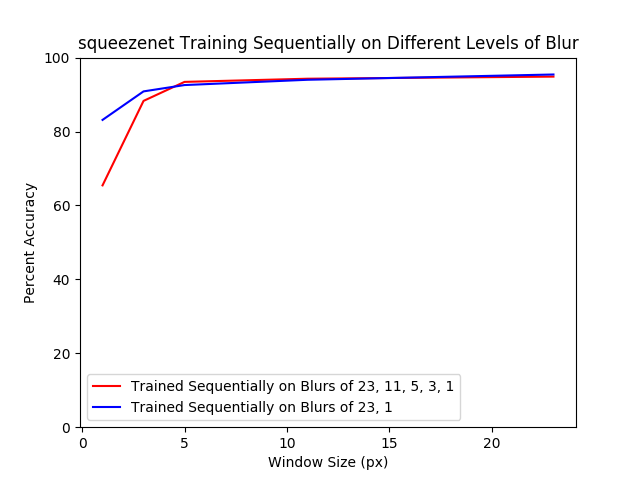 squeezenet Training Sequentially on Different Levels of Blur
100
80
60
40
20
0
Percent Accuracy
Trained Sequentially on Blurs of 23, 11, 5, 3, 1
Trained Sequentially on Blurs of 23, 1
0 5 10 15 20
Window Size (px)